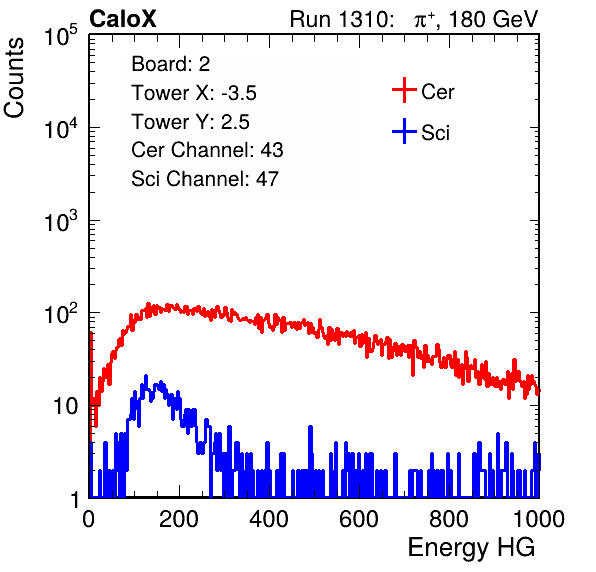 CaloX Run 1310: π⁺, 180 GeV
Board: 2
Tower X: -3.5
Tower Y: 2.5
Cer Channel: 43
Sci Channel: 47
Cer
Sci
Counts
10⁵
10⁴
10³
10²
10
1
0 200 400 600 800 1000
Energy HG